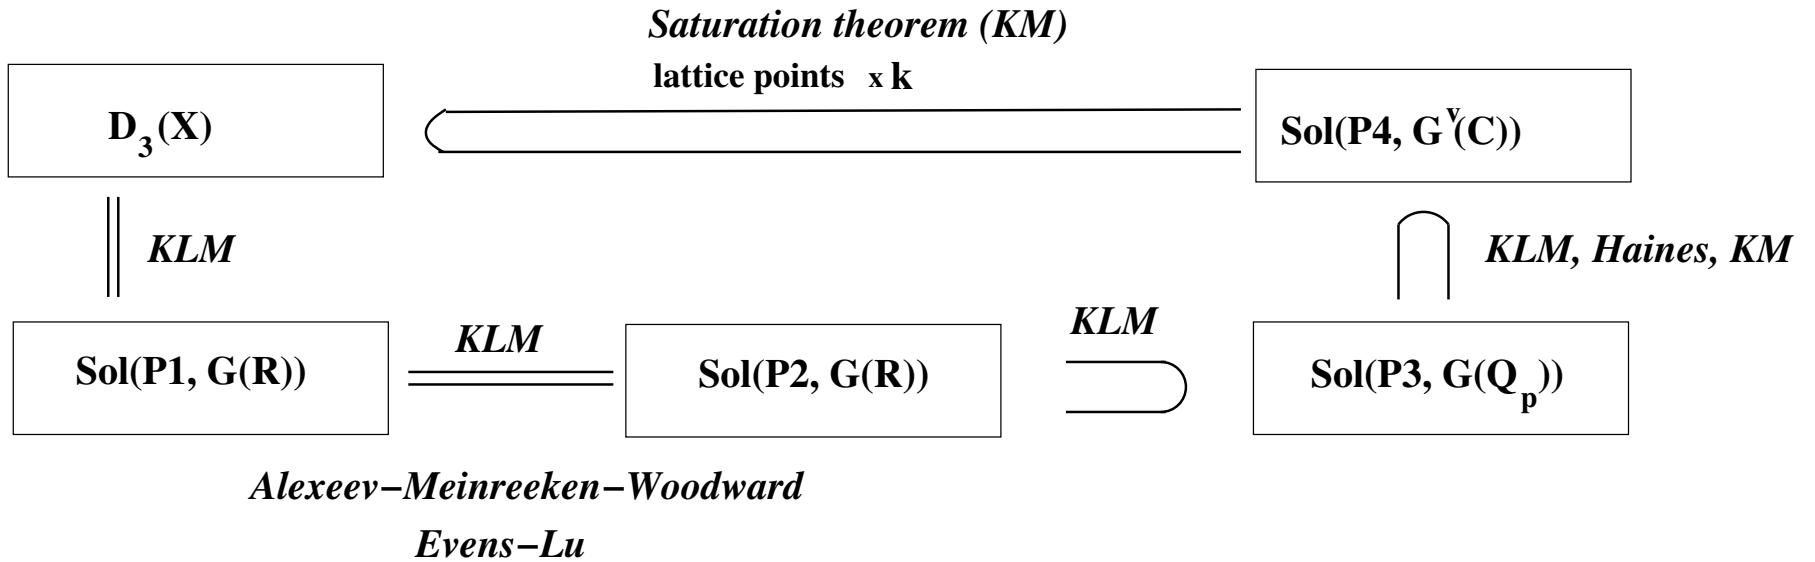 Saturation theorem (KM)
lattice points x k
D3(X)
Sol(P4, Gv(C))
KLM
KLM, Haines, KM
Sol(P1, G(R))
KLM
Sol(P2, G(R))
KLM
Sol(P3, G(Qp))
Alexeev−Meinreeken−Woodward
Evens−Lu